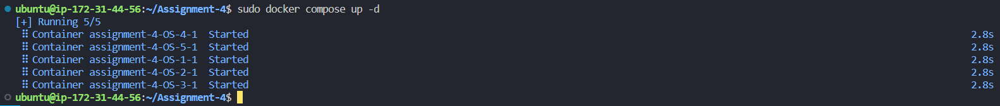 ubuntu@ip-172-31-44-56:~/Assignment-4$ sudo docker compose up -d
[+] Running 5/5
⠿ Container assignment-4-OS-4-1  Started 2.8s
⠿ Container assignment-4-OS-5-1  Started 2.8s
⠿ Container assignment-4-OS-1-1  Started 2.8s
⠿ Container assignment-4-OS-2-1  Started 2.8s
⠿ Container assignment-4-OS-3-1  Started 2.8s
ubuntu@ip-172-31-44-56:~/Assignment-4$